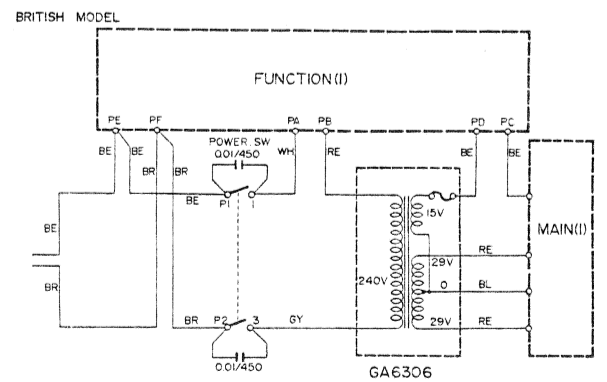 BRITISH MODEL
FUNCTION(1)
PE PF PA PB PD PC
POWER. SW
0.01/450
BE BE BR BR WH RE BE BE
BE P1 1
15V
MAIN(1)
BE
RE
29V
240V
0 BL
BR
BR P2 3 GY 29V RE
0.01/450
GA6306